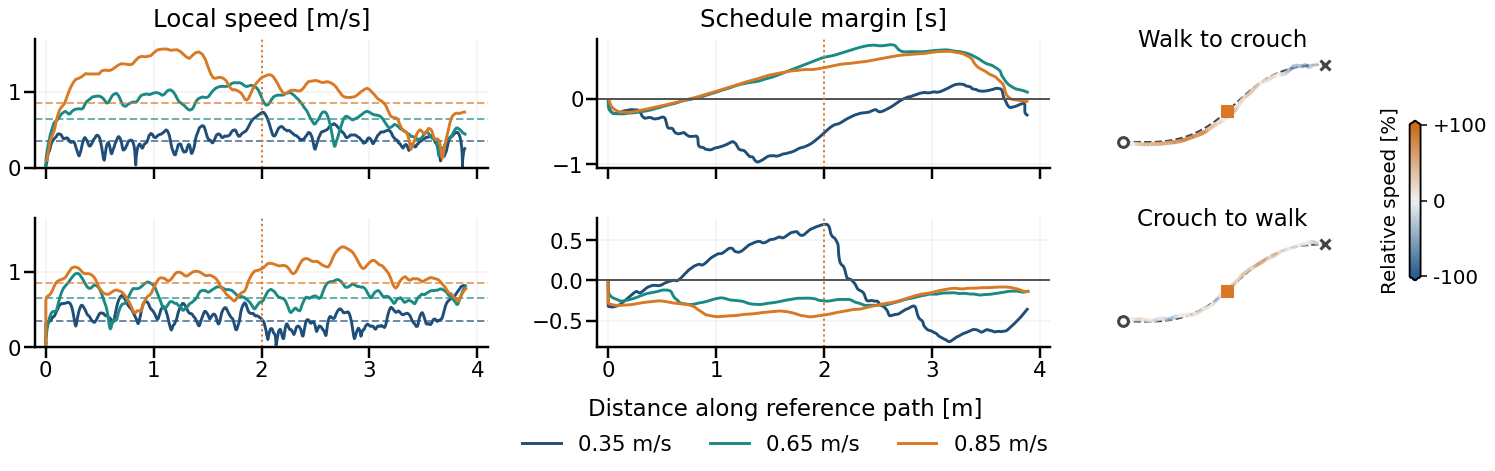 Local speed [m/s]
Schedule margin [s]
Walk to crouch
1
0
0
−1
Relative speed [%]
+100
0
-100
Crouch to walk
1
0
0.5
0.0
−0.5
0 1 2 3 4
0 1 2 3 4
Distance along reference path [m]
0.35 m/s 0.65 m/s 0.85 m/s